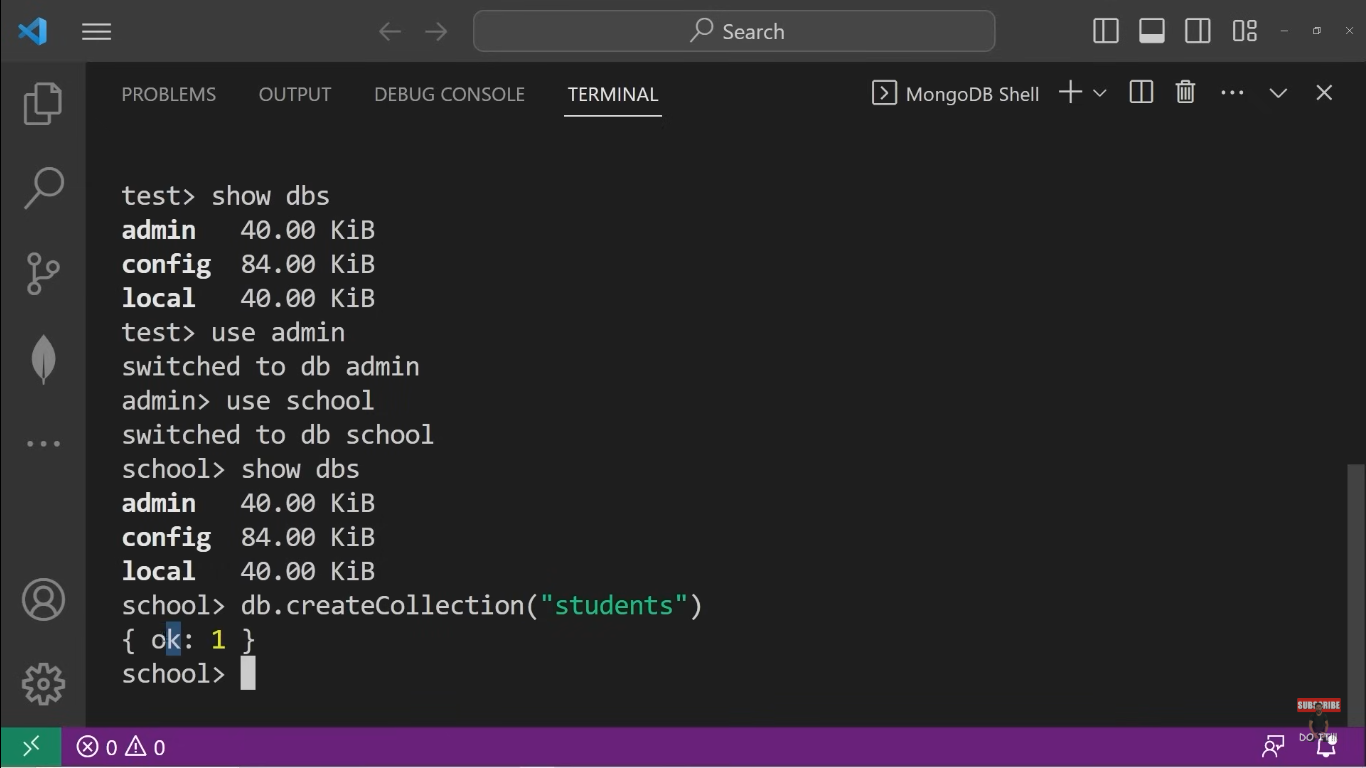 Search
PROBLEMS OUTPUT DEBUG CONSOLE TERMINAL MongoDB Shell
test> show dbs
admin 40.00 KiB
config 84.00 KiB
local 40.00 KiB
test> use admin
switched to db admin
admin> use school
switched to db school
school> show dbs
admin 40.00 KiB
config 84.00 KiB
local 40.00 KiB
school> db.createCollection("students")
{ ok: 1 }
school>
SUBSCRIBE
0 0